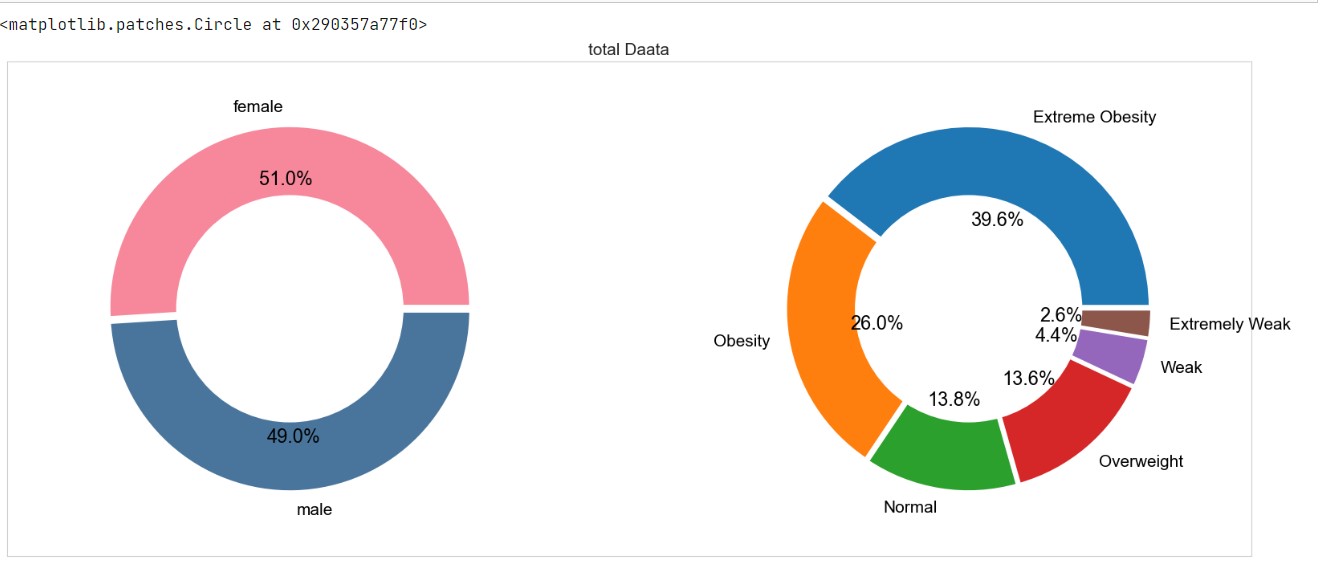 <matplotlib.patches.Circle at 0x290357a77f0>
total Daata
female
51.0%
49.0%
male
Extreme Obesity
39.6%
2.6%
Extremely Weak
4.4%
26.0%
Obesity
Weak
13.6%
13.8%
Overweight
Normal